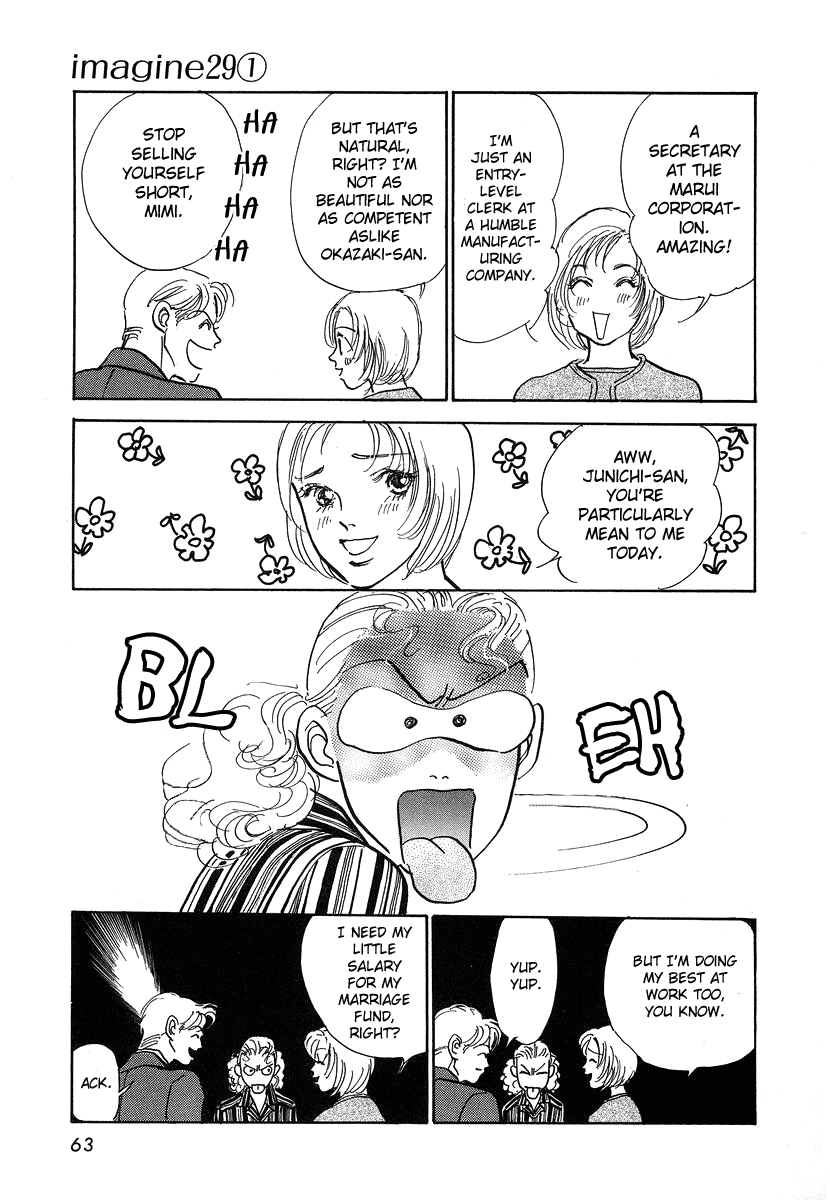 imagine29①
A
SECRETARY
AT THE
MARUI
CORPORAT-
ION.
AMAZING!
I'M
JUST AN
ENTRY-
LEVEL
CLERK AT
A HUMBLE
MANUFACT-
URING
COMPANY.
BUT THAT'S
NATURAL,
RIGHT? I'M
NOT AS
BEAUTIFUL NOR
AS COMPETENT
ASLIKE
OKAZAKI-SAN.
HA
HA
HA
HA
STOP
SELLING
YOURSELF
SHORT,
MIMI.
AWW,
JUNICHI-SAN,
YOU'RE
PARTICULARLY
MEAN TO ME
TODAY.
BL
EH
BUT I'M DOING
MY BEST AT
WORK TOO,
YOU KNOW.
YUP.
YUP.
I NEED MY
LITTLE
SALARY
FOR MY
MARRIAGE
FUND,
RIGHT?
ACK.
63